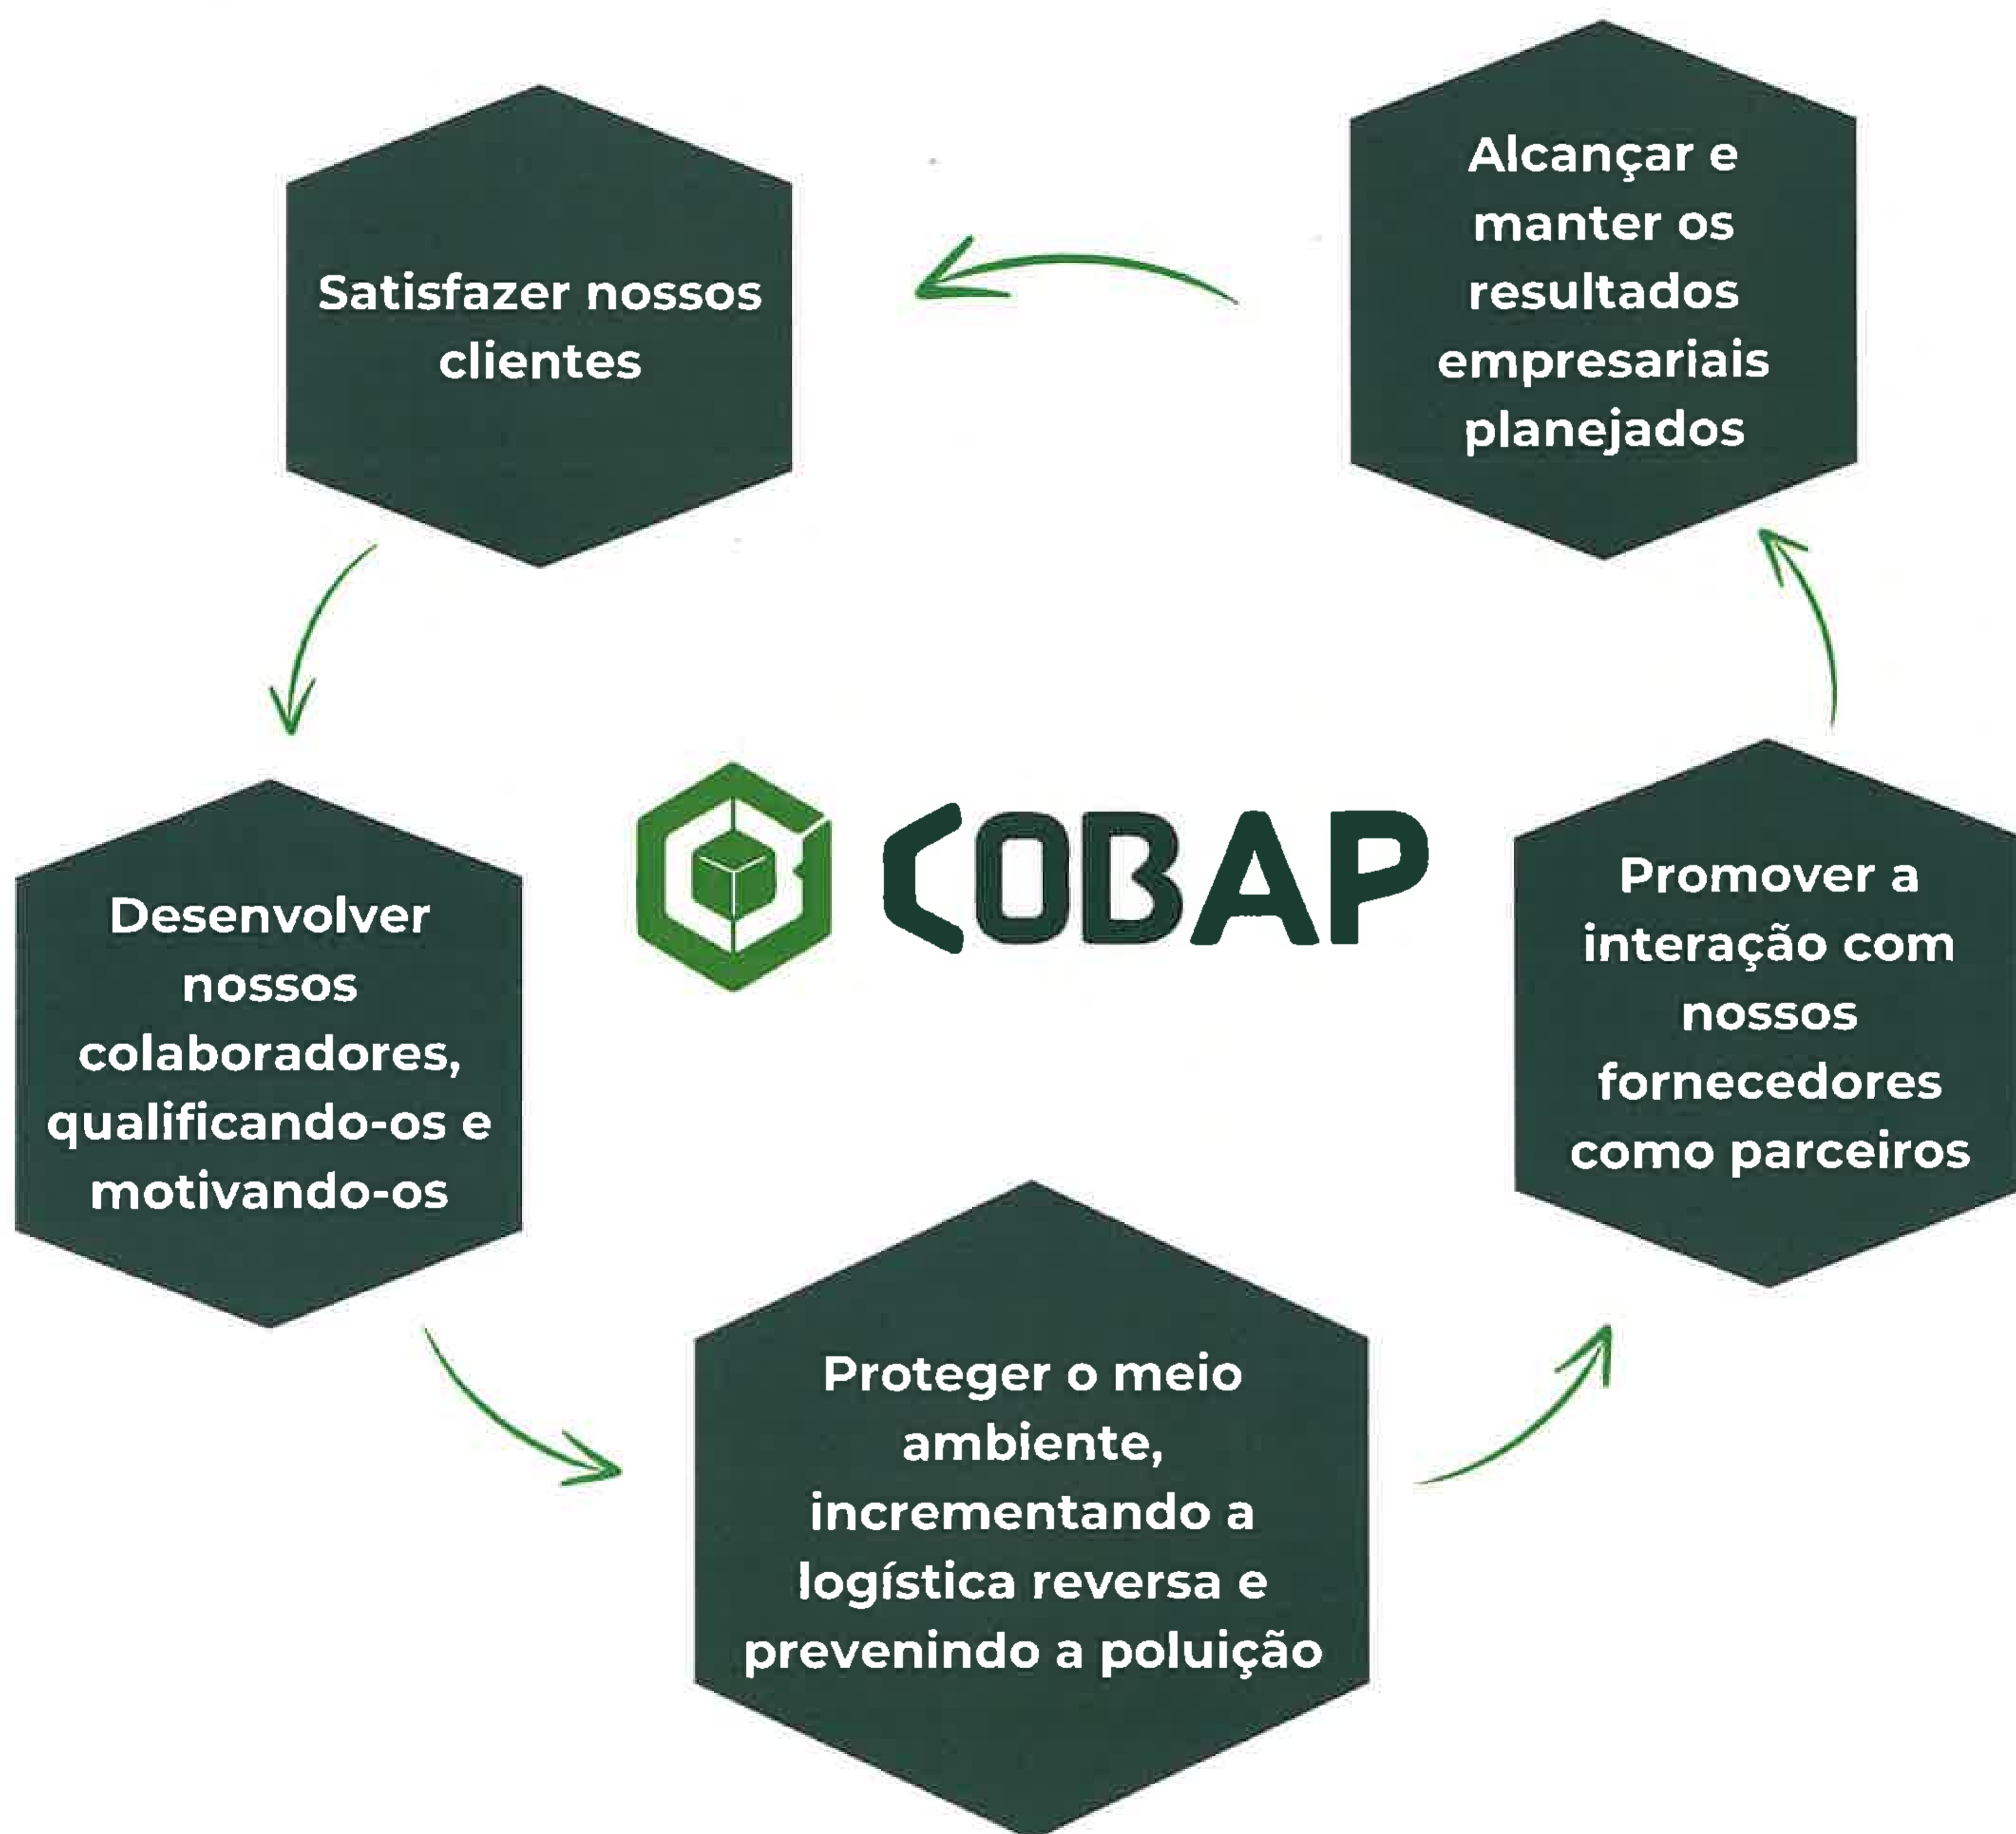 Satisfazer nossos
clientes
Alcançar e
manter os
resultados
empresariais
planejados
Desenvolver
nossos
colaboradores,
qualificando-os e
motivando-os
COBAP
Promover a
interação com
nossos
fornecedores
como parceiros
Proteger o meio
ambiente,
incrementando a
logística reversa e
prevenindo a poluição